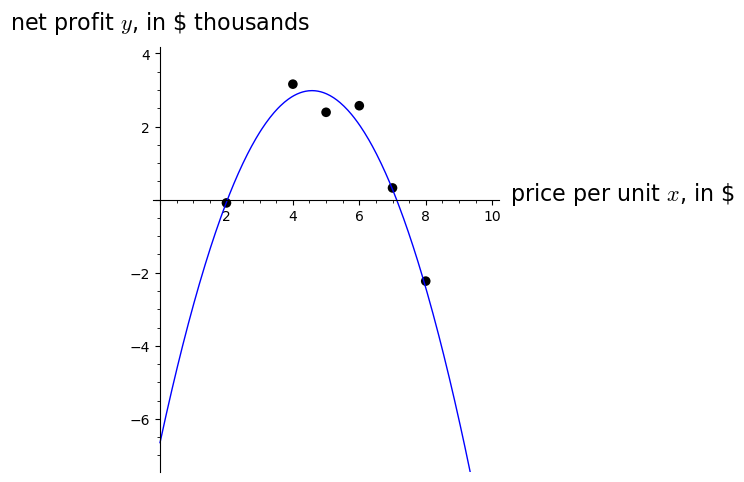 net profit y, in $ thousands
4
2
price per unit x, in $
2 4 6 8 10
−2
−4
−6